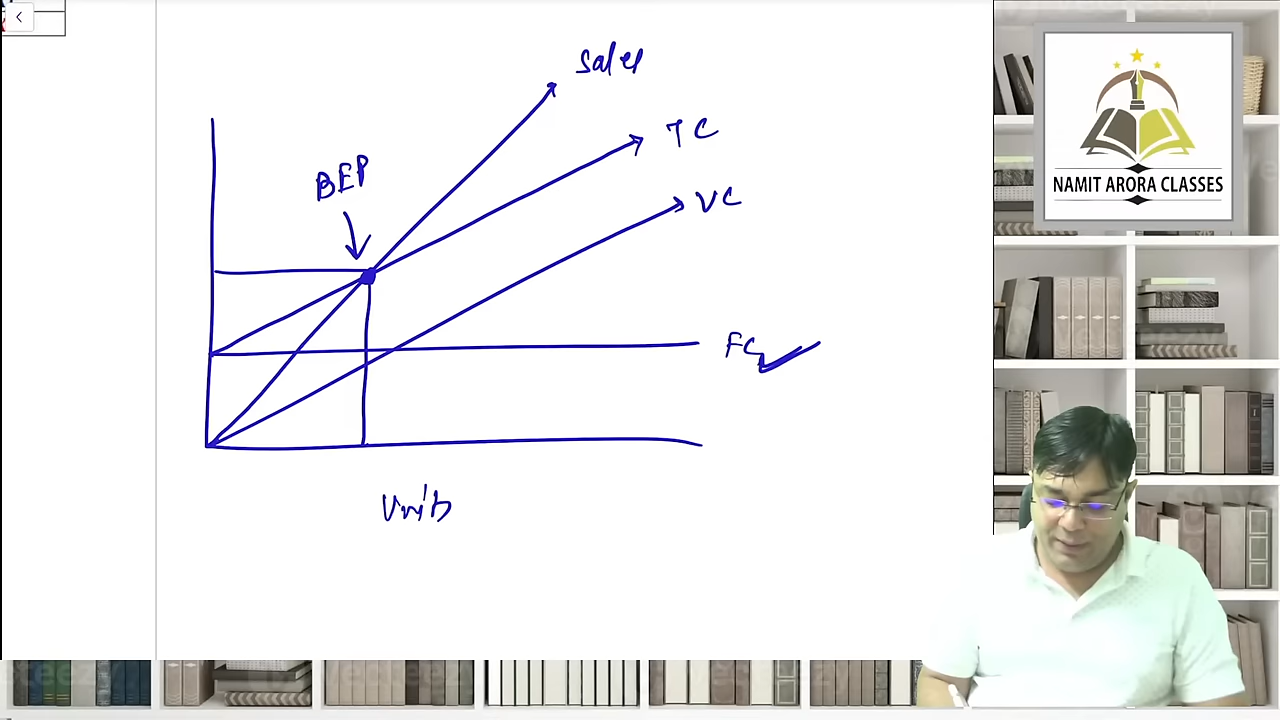 Sales
TC
BEP
VC
FC
Units
NAMIT ARORA CLASSES